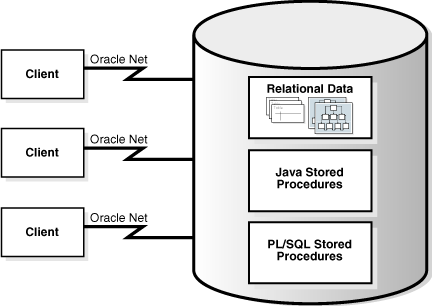 Client
Oracle Net
Client
Oracle Net
Client
Oracle Net
Relational Data
Java Stored
Procedures
PL/SQL Stored
Procedures